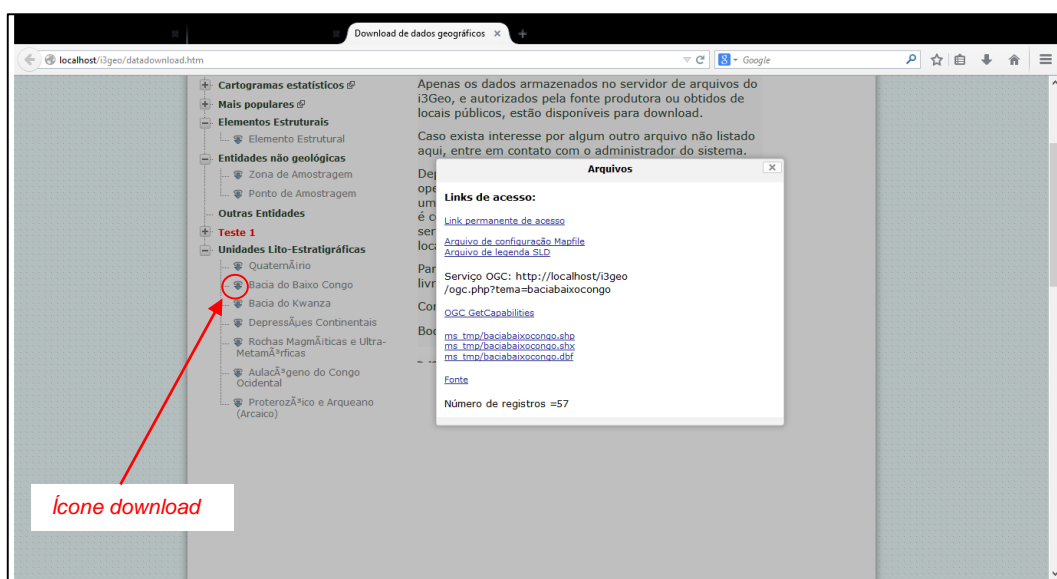 Download de dados geográficos
localhost/i3geo/datadownload.htm
Google
Cartogramas estatísticos
Mais populares
Elementos Estruturais
Elemento Estrutural
Entidades não geológicas
Zona de Amostragem
Ponto de Amostragem
Outras Entidades
Teste 1
Unidades Lito-Estratigráficas
QuaternÃ¡rio
Bacia do Baixo Congo
Bacia do Kwanza
DepressÃµes Continentais
Rochas MagmÃ¡ticas e Ultra-
MetamÃ³rficas
AulacÃ³geno do Congo
Ocidental
ProterozÃ³ico e Arqueano
(Arcaico)
Apenas os dados armazenados no servidor de arquivos do
i3Geo, e autorizados pela fonte produtora ou obtidos de
locais públicos, estão disponíveis para download.
Caso exista interesse por algum outro arquivo não listado
aqui, entre em contato com o administrador do sistema.
Arquivos
Links de acesso:
Link permanente de acesso
Arquivo de configuração Mapfile
Arquivo de legenda SLD
Serviço OGC: http://localhost/i3geo
/ogc.php?tema=baciabaixocongo
OGC GetCapabilities
ms_tmp/baciabaixocongo.shp
ms_tmp/baciabaixocongo.shx
ms_tmp/baciabaixocongo.dbf
Fonte
Número de registros =57
Ícone download